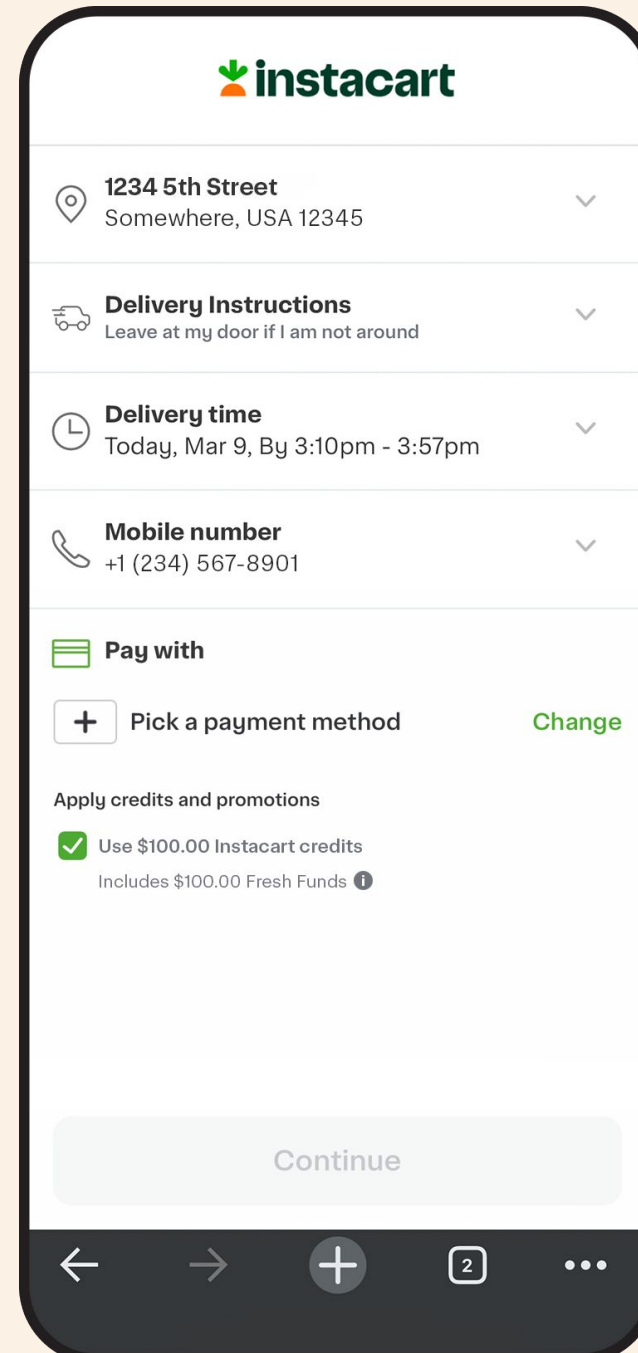 instacart
1234 5th Street
Somewhere, USA 12345
Delivery Instructions
Leave at my door if I am not around
Delivery time
Today, Mar 9, By 3:10pm - 3:57pm
Mobile number
+1 (234) 567-8901
Pay with
Pick a payment method Change
Apply credits and promotions
Use $100.00 Instacart credits
Includes $100.00 Fresh Funds
Continue
2